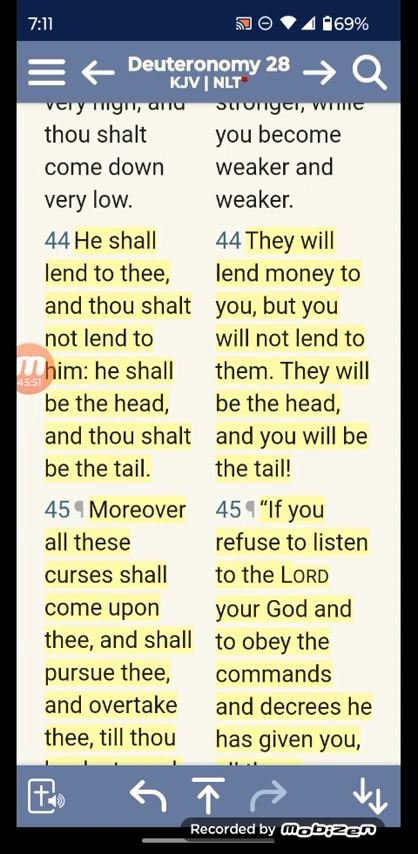 7:11
69%
Deuteronomy 28
KJV | NLT*
very high, and
thou shalt
come down
very low.
44 He shall
lend to thee,
and thou shalt
not lend to
him: he shall
be the head,
and thou shalt
be the tail.
45 ¶ Moreover
all these
curses shall
come upon
thee, and shall
pursue thee,
and overtake
thee, till thou
stronger, while
you become
weaker and
weaker.
44 They will
lend money to
you, but you
will not lend to
them. They will
be the head,
and you will be
the tail!
45 ¶ “If you
refuse to listen
to the LORD
your God and
to obey the
commands
and decrees he
has given you,
m
45:51
Recorded by mobizen